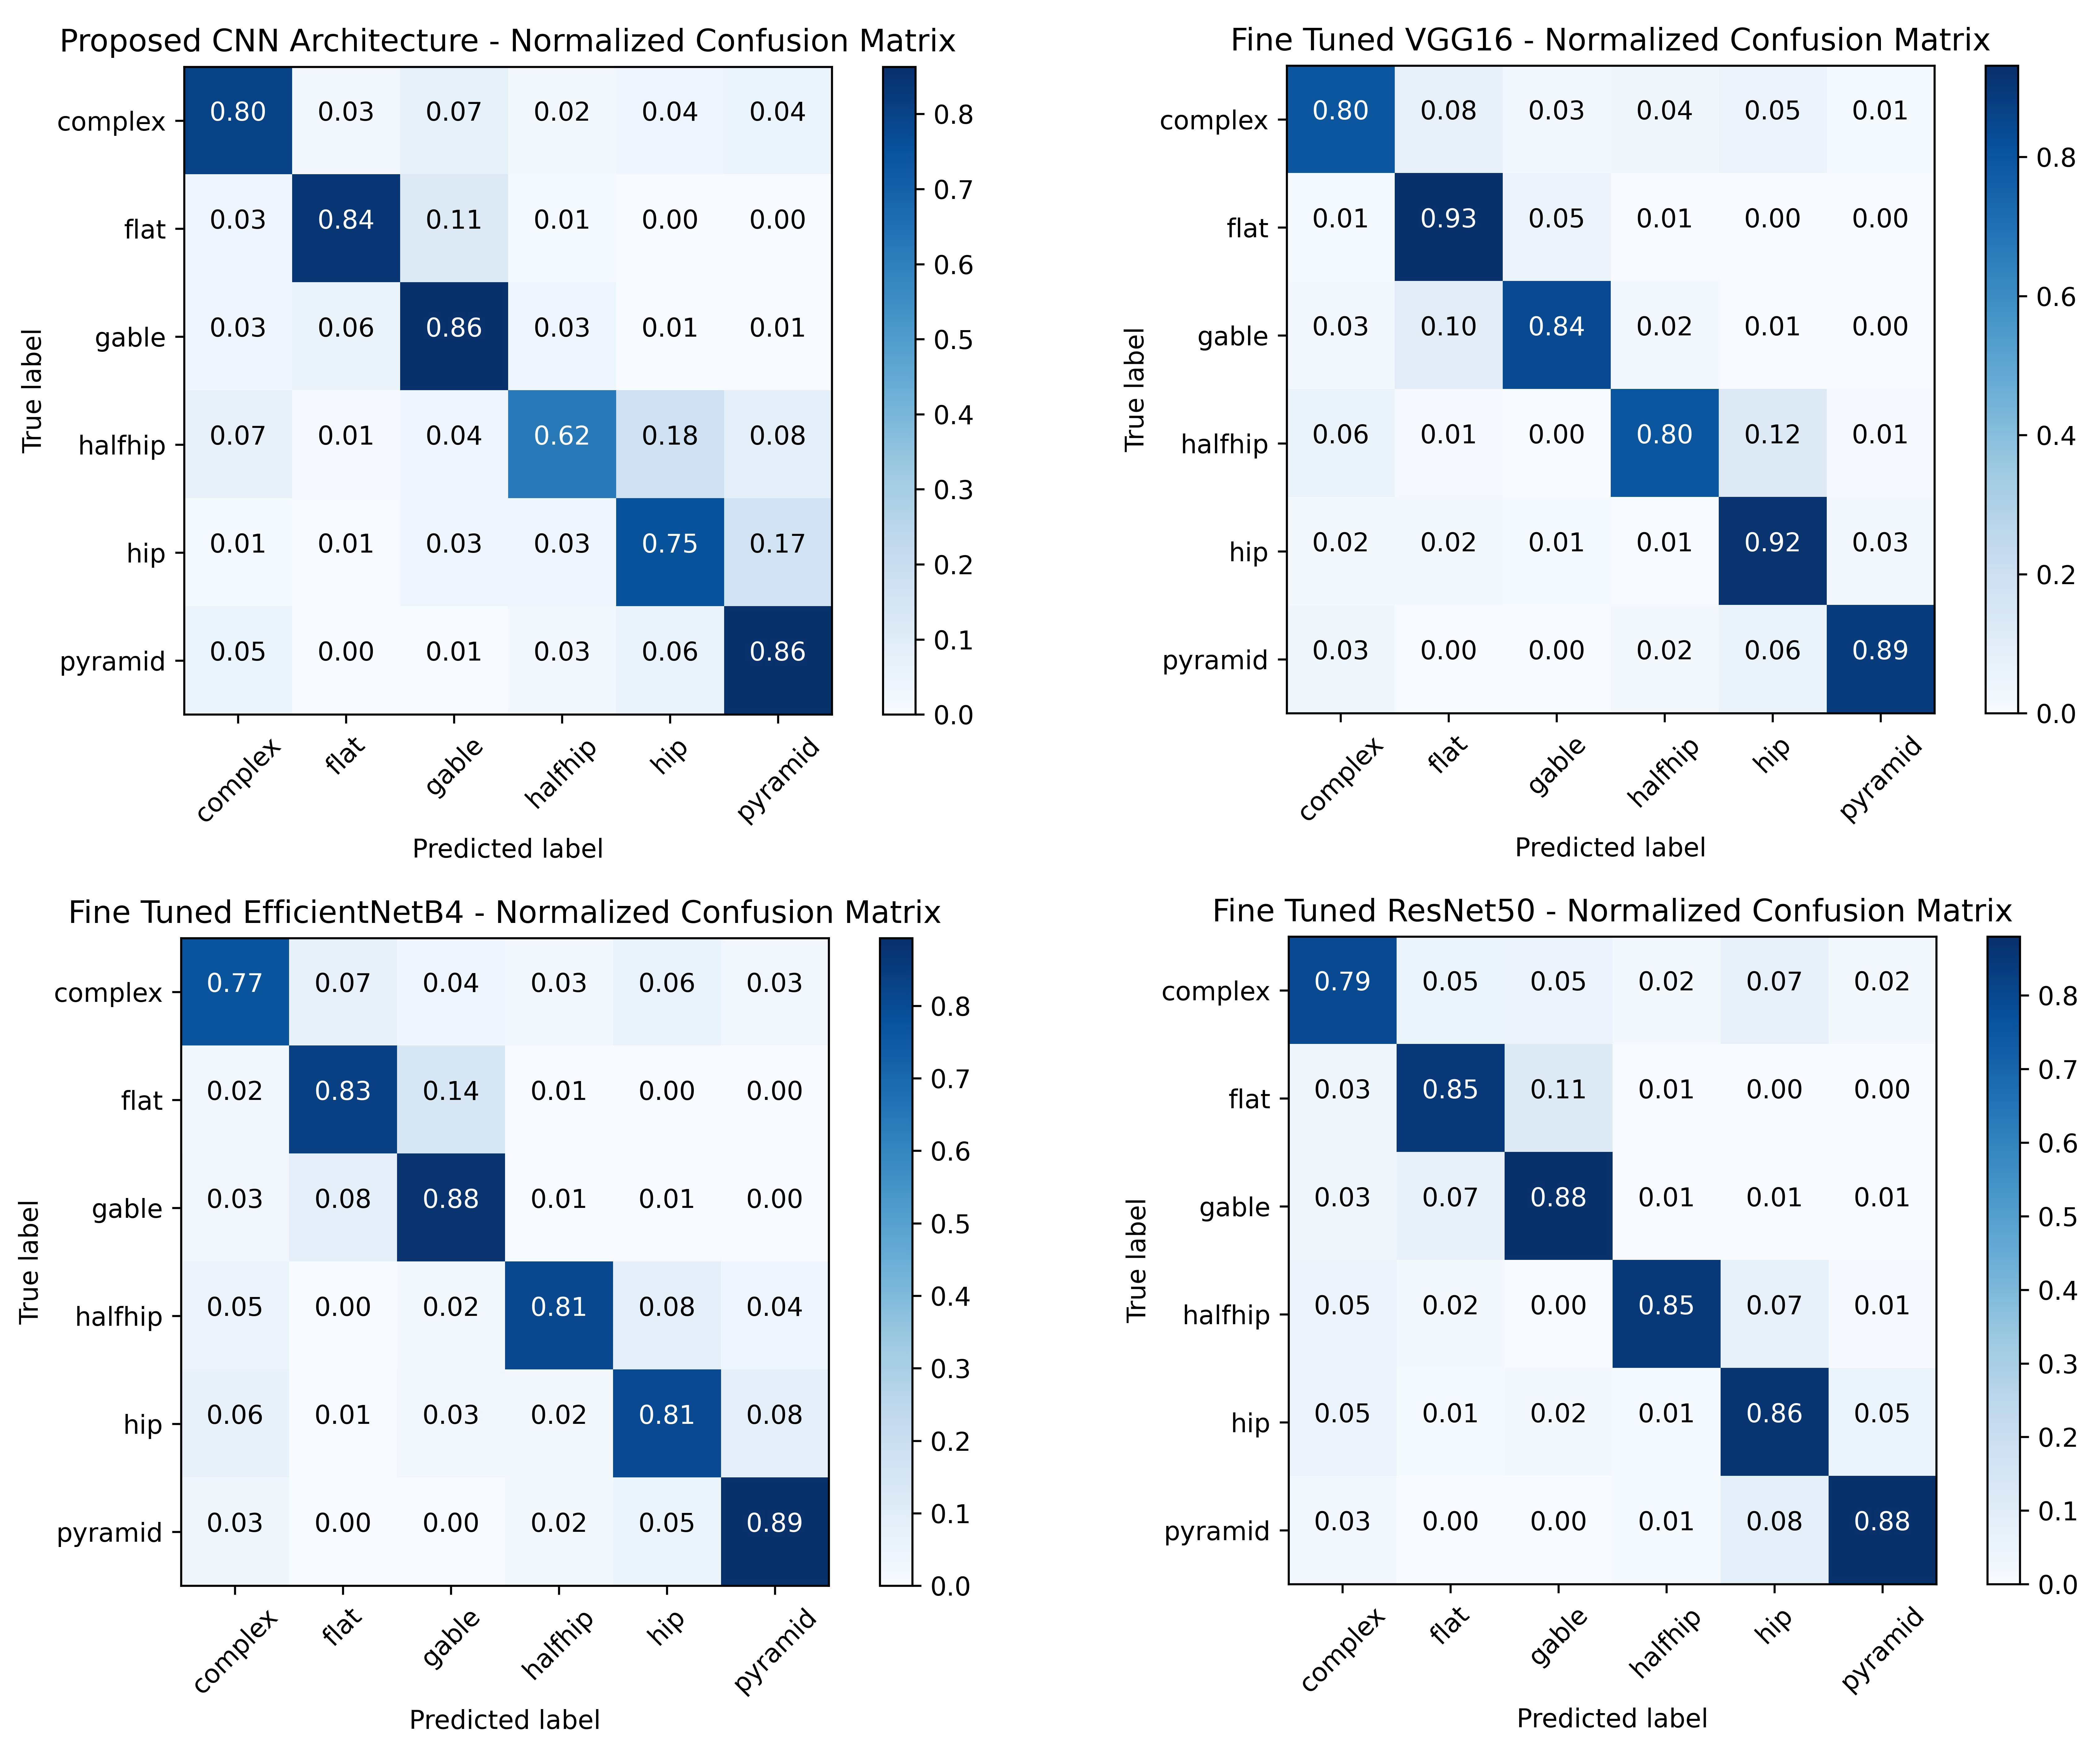 Proposed CNN Architecture - Normalized Confusion Matrix
True label
complex 0.80 0.03 0.07 0.02 0.04 0.04
flat 0.03 0.84 0.11 0.01 0.00 0.00
gable 0.03 0.06 0.86 0.03 0.01 0.01
halfhip 0.07 0.01 0.04 0.62 0.18 0.08
hip 0.01 0.01 0.03 0.03 0.75 0.17
pyramid 0.05 0.00 0.01 0.03 0.06 0.86
complex flat gable halfhip hip pyramid
Predicted label
0.8
0.7
0.6
0.5
0.4
0.3
0.2
0.1
0.0
Fine Tuned VGG16 - Normalized Confusion Matrix
True label
complex 0.80 0.08 0.03 0.04 0.05 0.01
flat 0.01 0.93 0.05 0.01 0.00 0.00
gable 0.03 0.10 0.84 0.02 0.01 0.00
halfhip 0.06 0.01 0.00 0.80 0.12 0.01
hip 0.02 0.02 0.01 0.01 0.92 0.03
pyramid 0.03 0.00 0.00 0.02 0.06 0.89
complex flat gable halfhip hip pyramid
Predicted label
0.8
0.6
0.4
0.2
0.0
Fine Tuned EfficientNetB4 - Normalized Confusion Matrix
True label
complex 0.77 0.07 0.04 0.03 0.06 0.03
flat 0.02 0.83 0.14 0.01 0.00 0.00
gable 0.03 0.08 0.88 0.01 0.01 0.00
halfhip 0.05 0.00 0.02 0.81 0.08 0.04
hip 0.06 0.01 0.03 0.02 0.81 0.08
pyramid 0.03 0.00 0.00 0.02 0.05 0.89
complex flat gable halfhip hip pyramid
Predicted label
0.8
0.7
0.6
0.5
0.4
0.3
0.2
0.1
0.0
Fine Tuned ResNet50 - Normalized Confusion Matrix
True label
complex 0.79 0.05 0.05 0.02 0.07 0.02
flat 0.03 0.85 0.11 0.01 0.00 0.00
gable 0.03 0.07 0.88 0.01 0.01 0.01
halfhip 0.05 0.02 0.00 0.85 0.07 0.01
hip 0.05 0.01 0.02 0.01 0.86 0.05
pyramid 0.03 0.00 0.00 0.01 0.08 0.88
complex flat gable halfhip hip pyramid
Predicted label
0.8
0.7
0.6
0.5
0.4
0.3
0.2
0.1
0.0